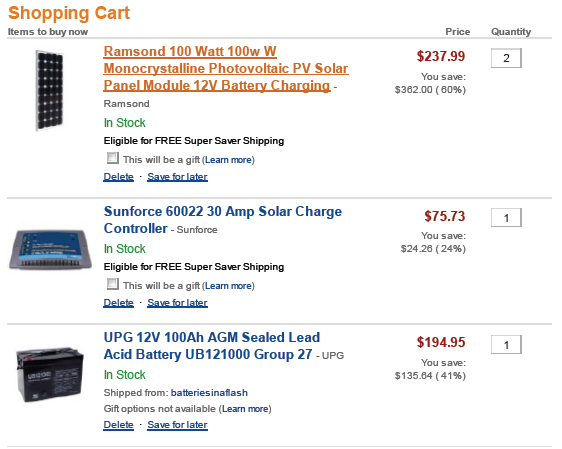 Shopping Cart
Items to buy now Price Quantity
Ramsond 100 Watt 100w W
Monocrystalline Photovoltaic PV Solar
Panel Module 12V Battery Charging -
Ramsond
$237.99
You save:
$362.00 ( 60%)
2
In Stock
Eligible for FREE Super Saver Shipping
This will be a gift (Learn more)
Delete · Save for later
Sunforce 60022 30 Amp Solar Charge
Controller - Sunforce
$75.73
You save:
$24.26 ( 24%)
1
In Stock
Eligible for FREE Super Saver Shipping
This will be a gift (Learn more)
Delete · Save for later
UB121000
UPG 12V 100Ah AGM Sealed Lead
Acid Battery UB121000 Group 27 - UPG
$194.95
You save:
$135.64 ( 41%)
1
In Stock
Shipped from: batteriesinaflash
Gift options not available (Learn more)
Delete · Save for later